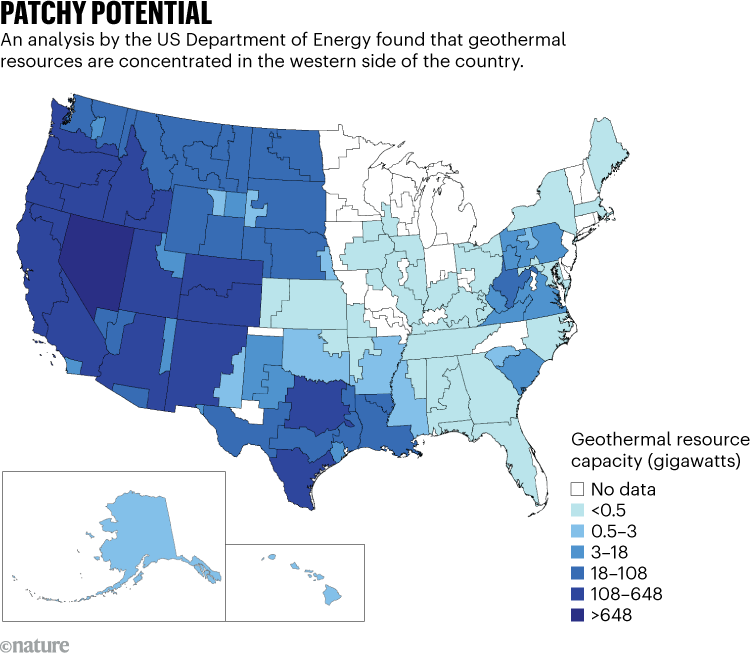 PATCHY POTENTIAL
An analysis by the US Department of Energy found that geothermal
resources are concentrated in the western side of the country.
Geothermal resource
capacity (gigawatts)
No data
<0.5
0.5–3
3–18
18–108
108–648
>648
©nature